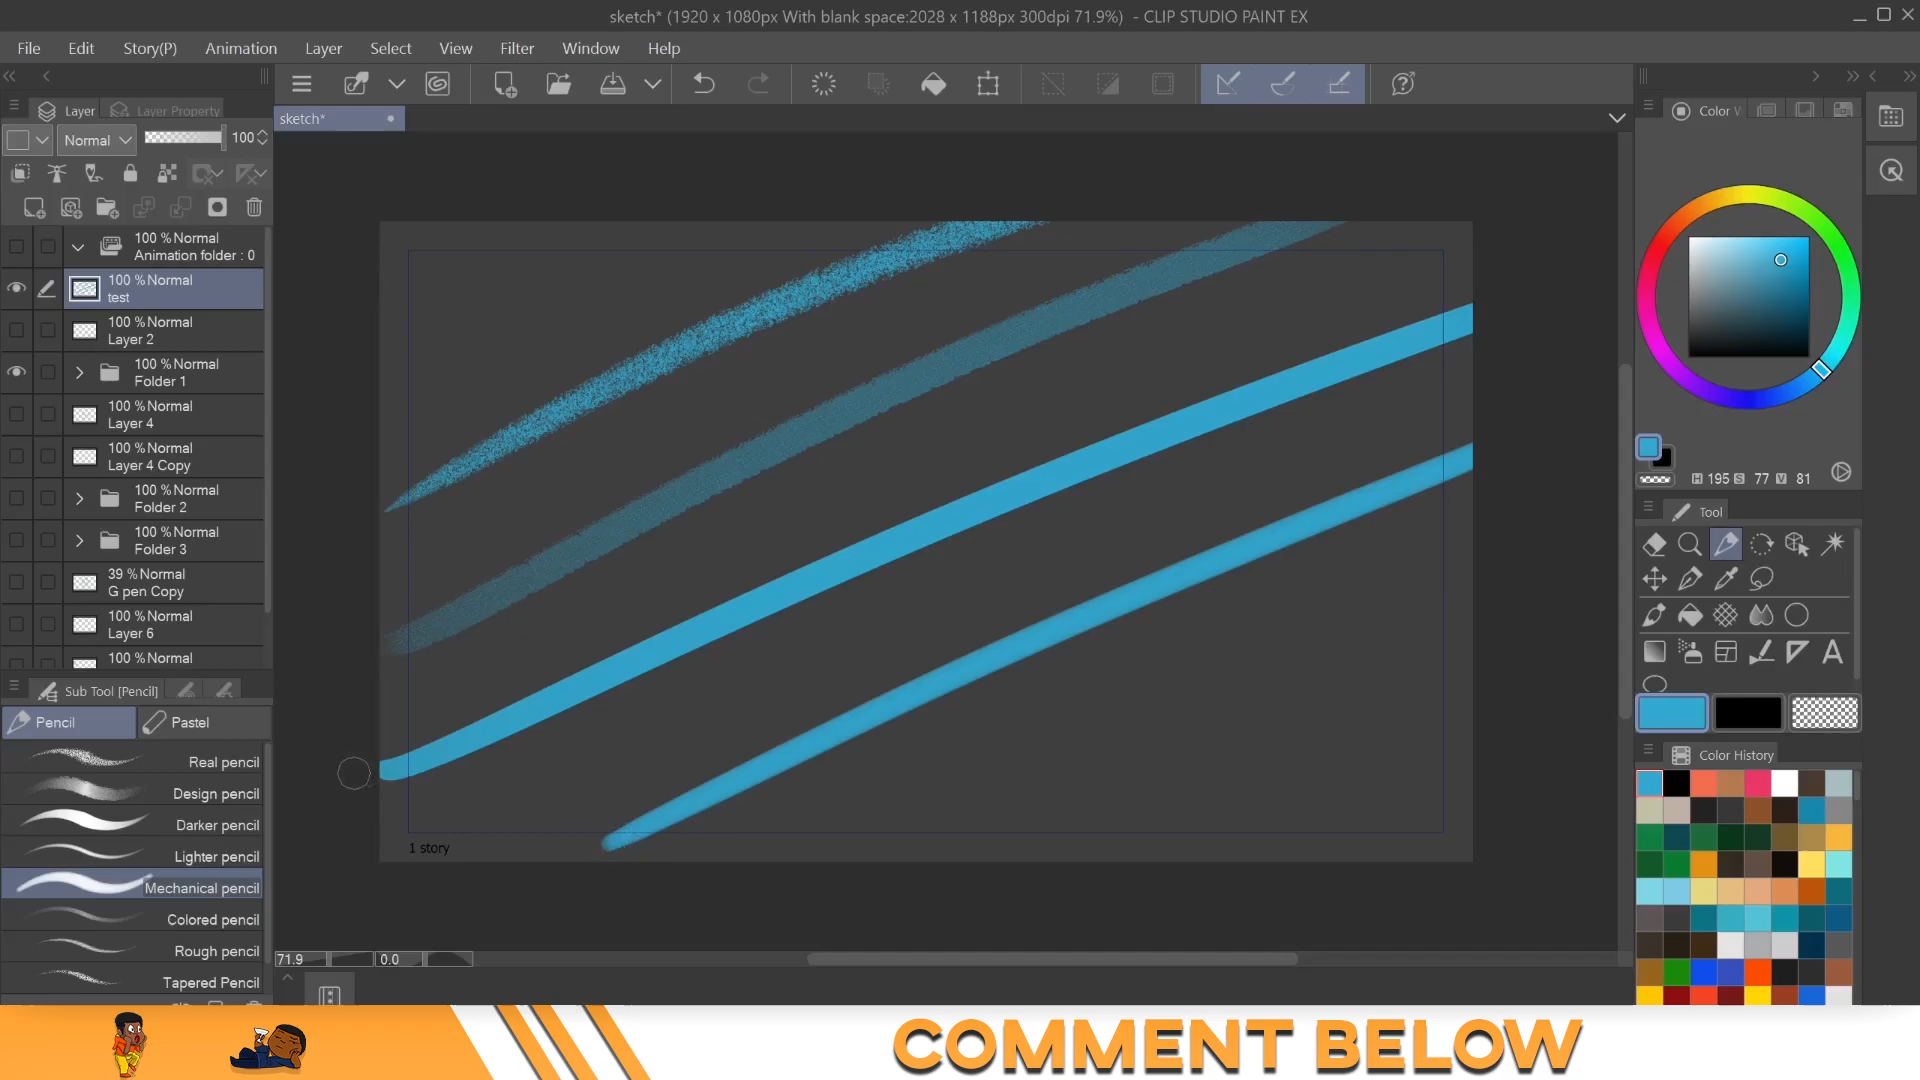 sketch* (1920 x 1080px With blank space:2028 x 1188px 300dpi 71.9%) - CLIP STUDIO PAINT EX
File Edit Story(P) Animation Layer Select View Filter Window Help
Layer Layer Property
sketch*
Color
Normal 100
100 %Normal
Animation folder : 0
100 %Normal
test
100 %Normal
Layer 2
100 %Normal
Folder 1
100 %Normal
Layer 4
100 %Normal
Layer 4 Copy
100 %Normal
Folder 2
100 %Normal
Folder 3
39 %Normal
G pen Copy
100 %Normal
Layer 6
100 %Normal
H 195 S 77 V 81
Tool
Sub Tool [Pencil]
Pencil Pastel
Real pencil
Design pencil
Darker pencil
Lighter pencil
Mechanical pencil
Colored pencil
Rough pencil
Tapered Pencil
Color History
1 story
71.9 0.0
COMMENT BELOW